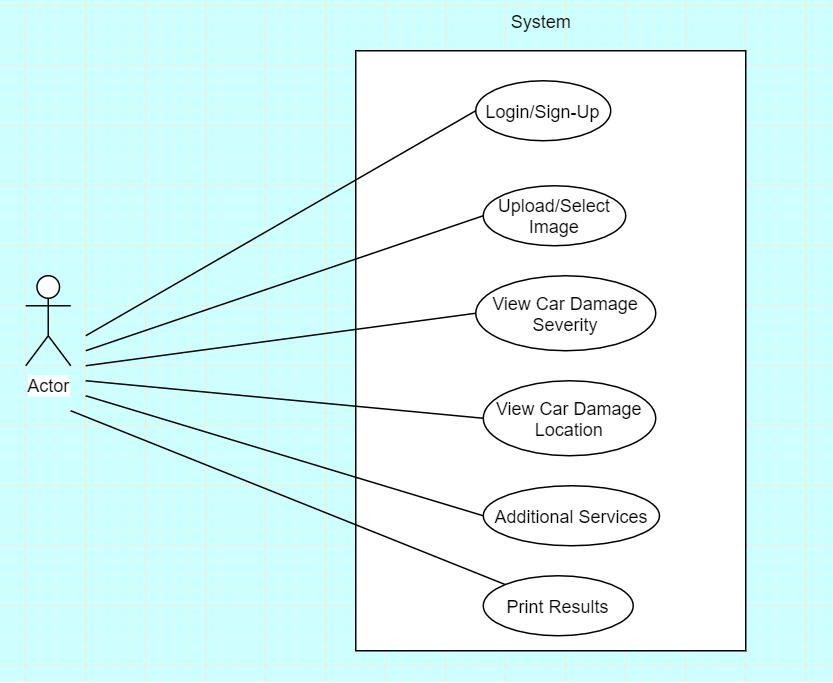 System
Login/Sign-Up
Upload/Select
Image
View Car Damage
Severity
Actor
View Car Damage
Location
Additional Services
Print Results